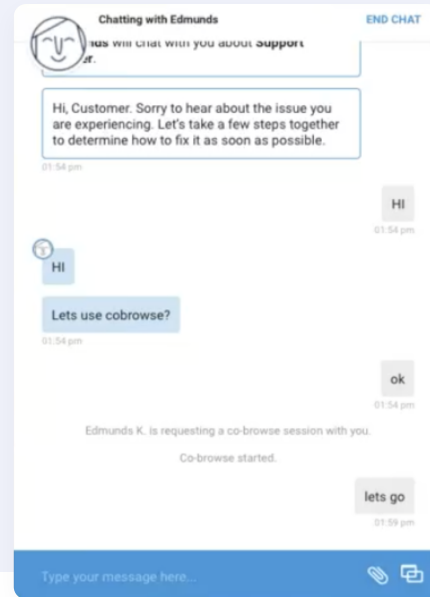 Chatting with Edmunds
END CHAT
will chat with you about Support
Hi, Customer. Sorry to hear about the issue you
are experiencing. Let's take a few steps together
to determine how to fix it as soon as possible.
01:54 pm
HI
01:54 pm
HI
Lets use cobrowse?
01:54 pm
ok
01:54 pm
Edmunds K. is requesting a co-browse session with you.
Co-browse started.
lets go
01:59 pm
Type your message here...